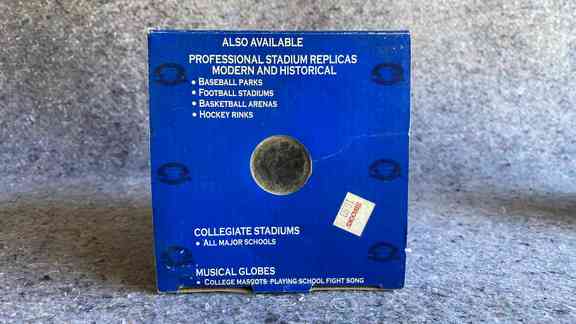 ALSO AVAILABLE
PROFESSIONAL STADIUM REPLICAS
MODERN AND HISTORICAL
• BASEBALL PARKS
• FOOTBALL STADIUMS
• BASKETBALL ARENAS
• HOCKEY RINKS
COLLEGIATE STADIUMS
• ALL MAJOR SCHOOLS
MUSICAL GLOBES
• COLLEGE MASCOTS: PLAYING SCHOOL FIGHT SONG